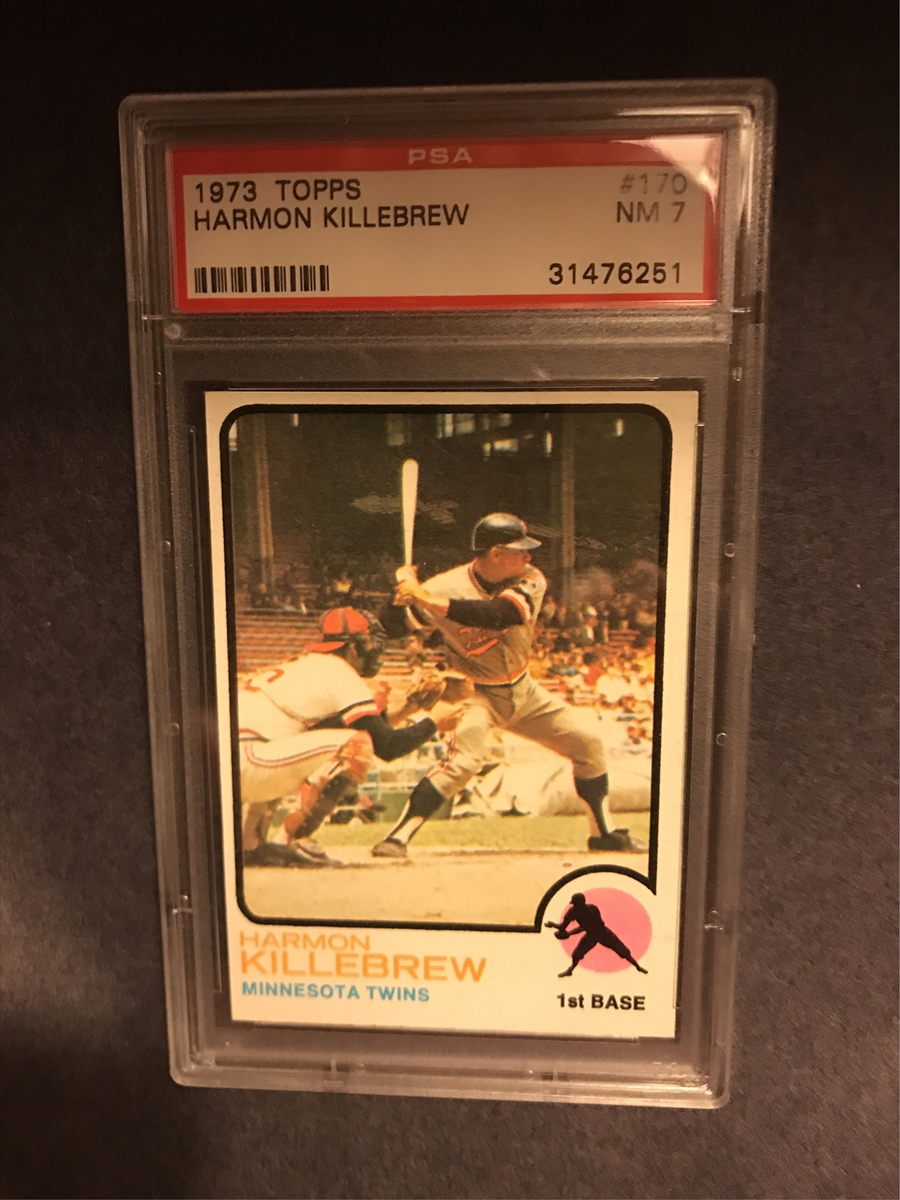 PSA
1973 TOPPS #170
HARMON KILLEBREW NM 7
31476251
HARMON
KILLEBREW
MINNESOTA TWINS
1st BASE